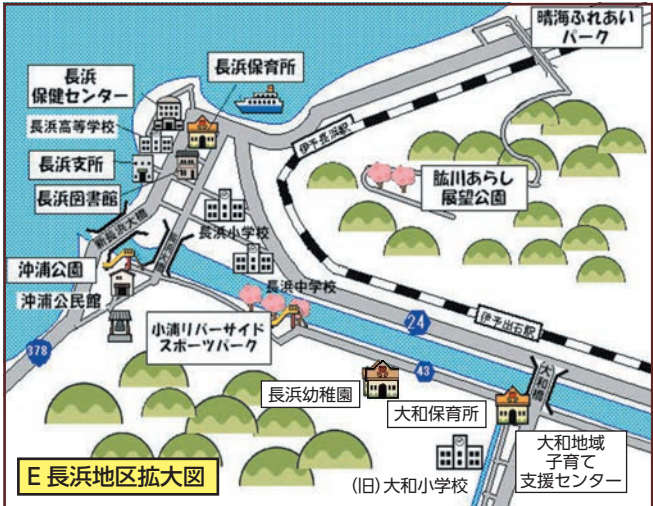 晴海ふれあい
パーク
長浜
保健センター
長浜保育所
長浜高等学校
長浜支所
長浜図書館
伊予長浜駅
肱川あらし
展望公園
新長浜大橋
長浜大橋
長浜小学校
沖浦公園
沖浦公民館
長浜中学校
小浦リバーサイド
スポーツパーク
24
伊予出石駅
378
43
大和橋
長浜幼稚園
大和保育所
大和地域
子育て
支援センター
(旧)大和小学校
E 長浜地区拡大図